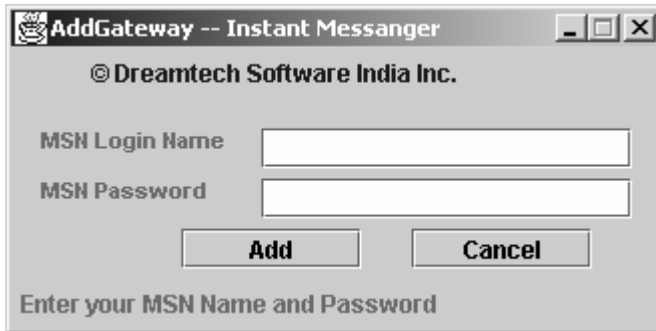 AddGateway -- Instant Messanger
© Dreamtech Software India Inc.
MSN Login Name
MSN Password
Add Cancel
Enter your MSN Name and Password